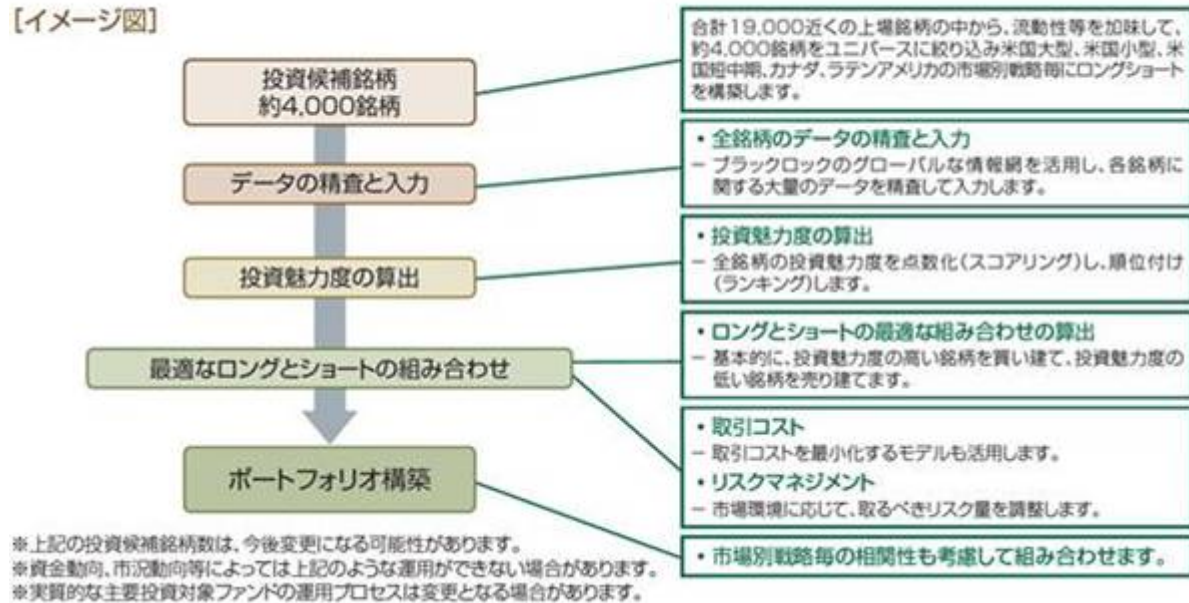 [イメージ図]
投資候補銘柄
約4,000銘柄
データの精査と入力
投資魅力度の算出
最適なロングとショートの組み合わせ
ポートフォリオ構築
合計19,000近くの上場銘柄の中から、流動性等を加味して、
約4,000銘柄をユニバースに絞り込み米国大型、米国小型、米
国短中期、カナダ、ラテンアメリカの市場別戦略毎にロングショート
を構築します。
・全銘柄のデータの精査と入力
－ ブラックロックのグローバルな情報網を活用し、各銘柄に
関する大量のデータを精査して入力します。
・投資魅力度の算出
－ 全銘柄の投資魅力度を点数化(スコアリング)し、順位付け
(ランキング)します。
・ロングとショートの最適な組み合わせの算出
－ 基本的に、投資魅力度の高い銘柄を買い建て、投資魅力度の
低い銘柄を売り建てます。
・取引コスト
－ 取引コストを最小化するモデルも活用します。
・リスクマネジメント
－ 市場環境に応じて、取るべきリスク量を調整します。
・市場別戦略毎の相関性も考慮して組み合わせます。
※上記の投資候補銘柄数は、今後変更になる可能性があります。
※資金動向、市況動向等によっては上記のような運用ができない場合があります。
※実質的な主要投資対象ファンドの運用プロセスは変更となる場合があります。